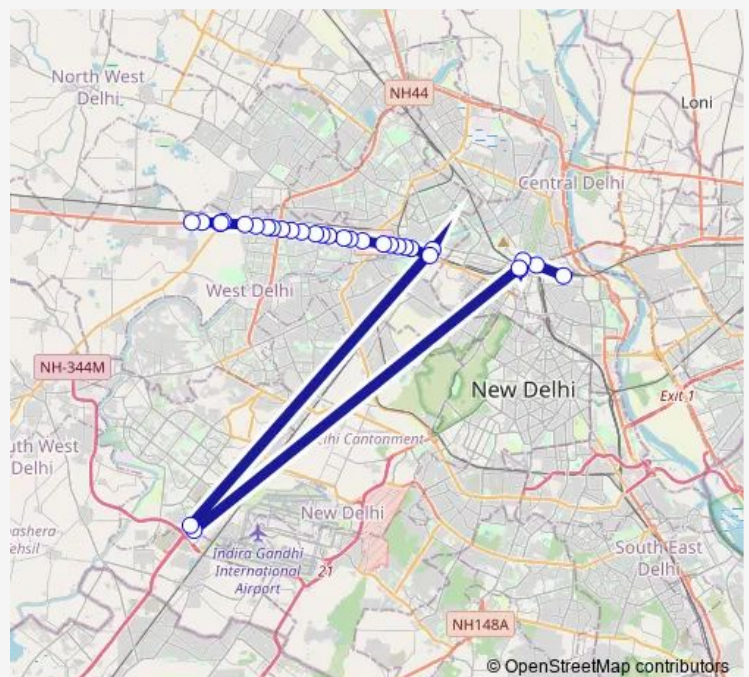 North West
Delhi
NH44
Loni
Central Delhi
West Delhi
NH-344M
New Delhi
Exit 1
uth West
Delhi
lhi Cantonment
New Delhi
ashera
ehsil
Indira Gandhi
International
Airport
21
South East
Delhi
NH148A
© OpenStreetMap contributors